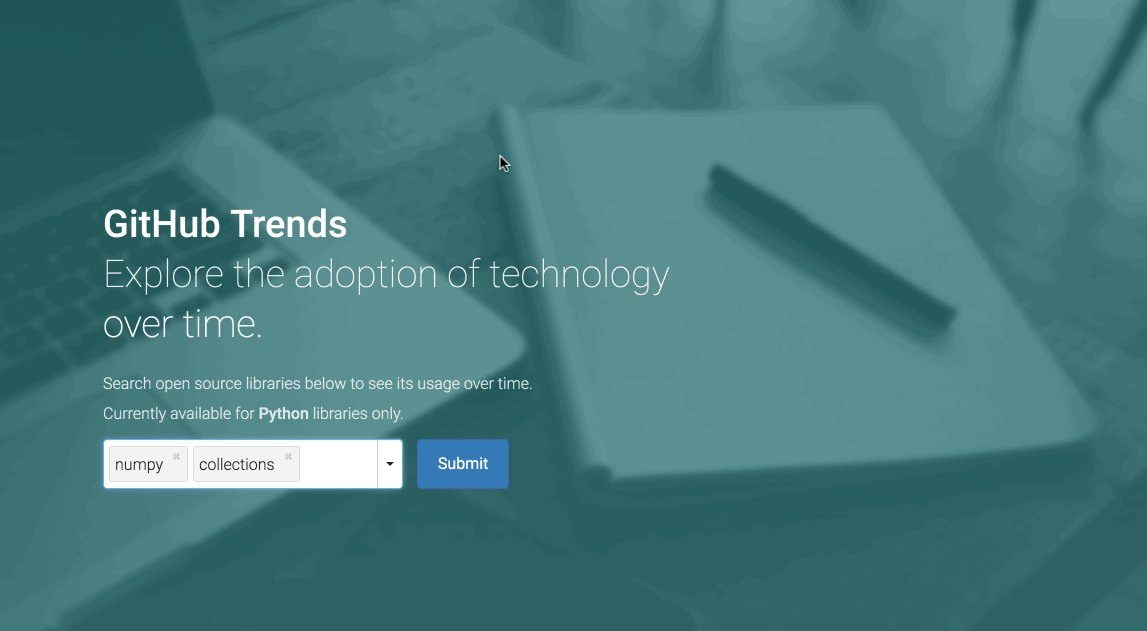 GitHub Trends
Explore the adoption of technology
over time.
Search open source libraries below to see its usage over time.
Currently available for Python libraries only.
numpy collections Submit